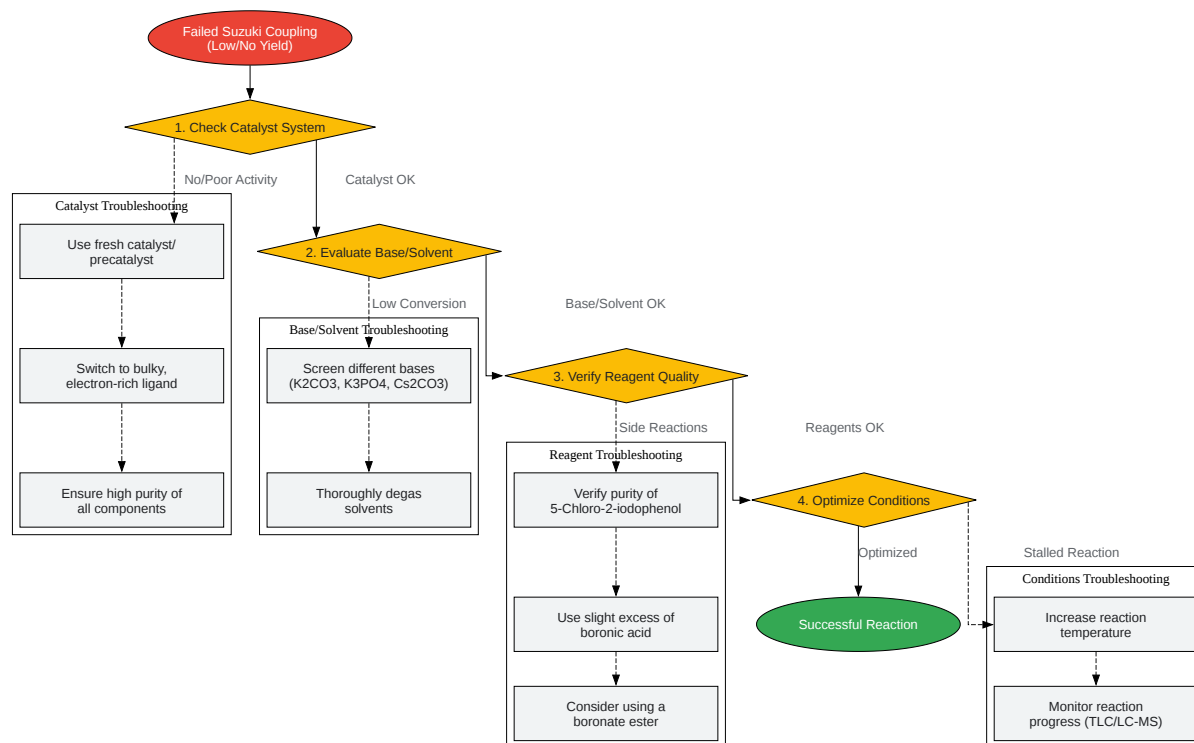 Failed Suzuki Coupling
(Low/No Yield)
1. Check Catalyst System
No/Poor Activity
Catalyst OK
Catalyst Troubleshooting
Use fresh catalyst/
precatalyst
Switch to bulky,
electron-rich ligand
Ensure high purity of
all components
2. Evaluate Base/Solvent
Low Conversion
Base/Solvent OK
Base/Solvent Troubleshooting
Screen different bases
(K2CO3, K3PO4, Cs2CO3)
Thoroughly degas
solvents
3. Verify Reagent Quality
Side Reactions
Reagents OK
Reagent Troubleshooting
Verify purity of
5-Chloro-2-iodophenol
Use slight excess of
boronic acid
Consider using a
boronate ester
4. Optimize Conditions
Optimized
Stalled Reaction
Successful Reaction
Conditions Troubleshooting
Increase reaction
temperature
Monitor reaction
progress (TLC/LC-MS)